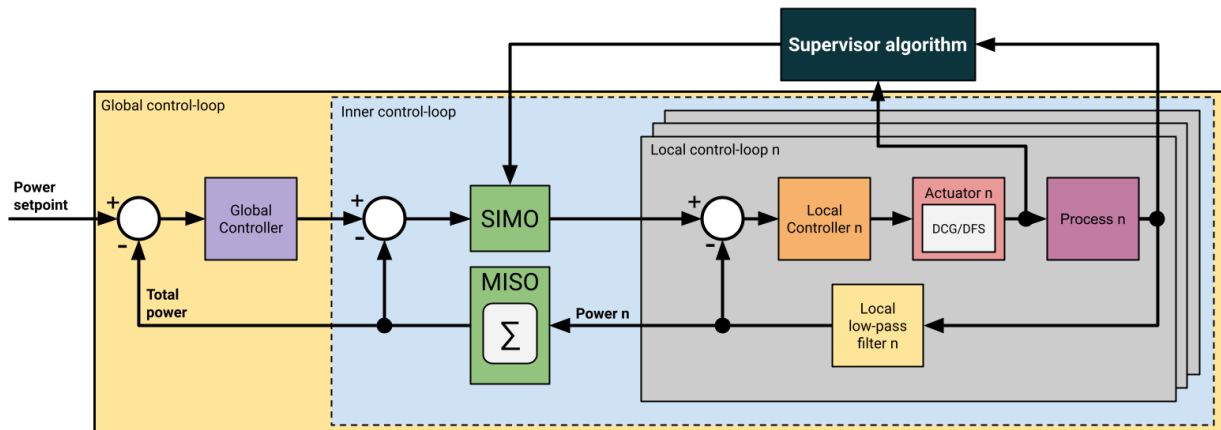 Supervisor algorithm
Global control-loop
Inner control-loop
Local control-loop n
Power
setpoint
+
-
Global
Controller
+
-
SIMO
+
-
Local
Controller n
Actuator n
DCG/DFS
Process n
Total
power
MISO
Σ
Power n
Local
low-pass
filter n